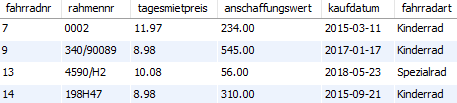 fahrradnr rahmennr tagesmietpreis anschaffungswert kaufdatum fahrradart
7 0002 11.97 234.00 2015-03-11 Kinderrad
9 340/90089 8.98 545.00 2017-01-17 Kinderrad
13 4590/H2 10.08 56.00 2018-05-23 Spezialrad
14 198H47 8.98 310.00 2015-09-21 Kinderrad